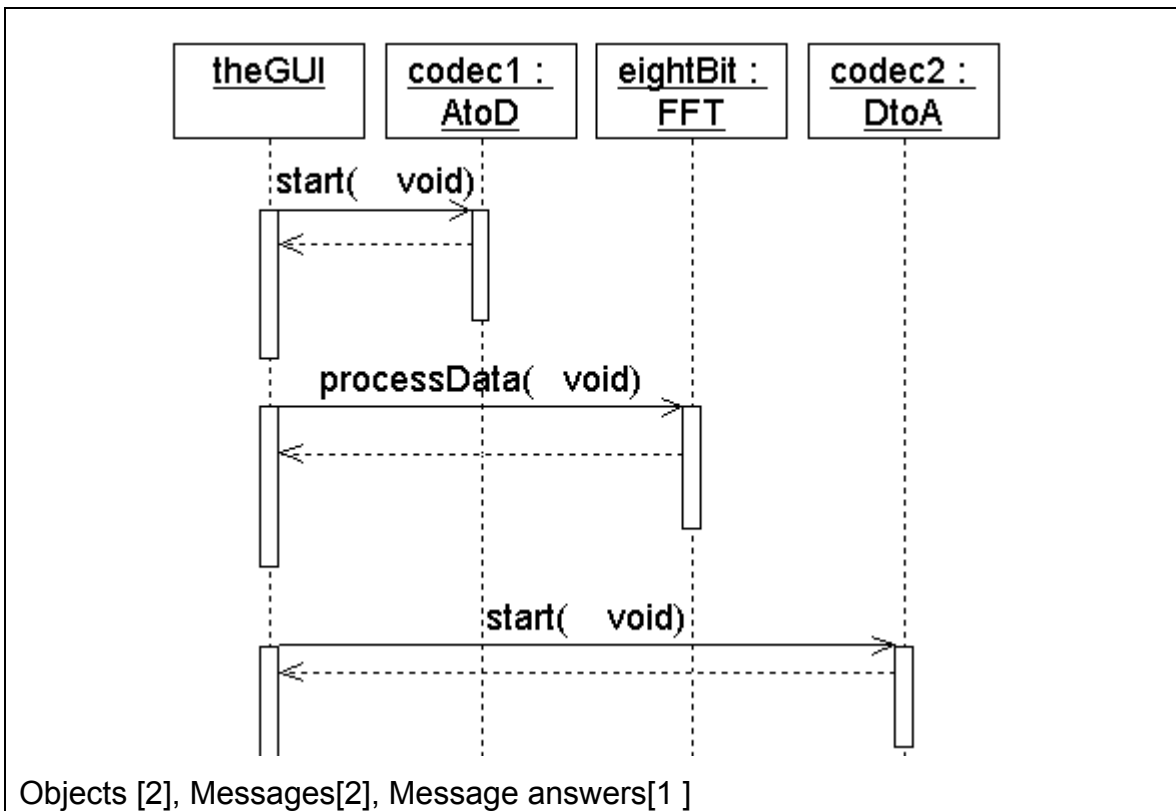 theGUI
codec1 :
AtoD
eightBit :
FFT
codec2 :
DtoA
start( void)
processData( void)
start( void)
Objects [2], Messages[2], Message answers[1 ]